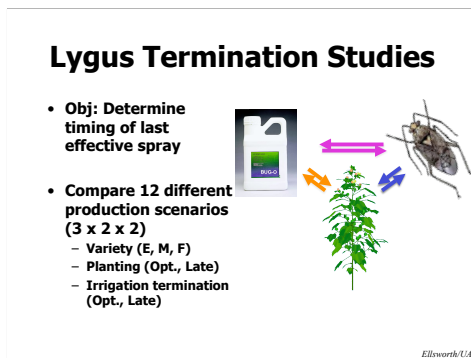 Lygus Termination Studies
• Obj: Determine
timing of last
effective spray
BUG-O
• Compare 12 different
production scenarios
(3 x 2 x 2)
– Variety (E, M, F)
– Planting (Opt., Late)
– Irrigation termination
(Opt., Late)
Ellsworth/UA